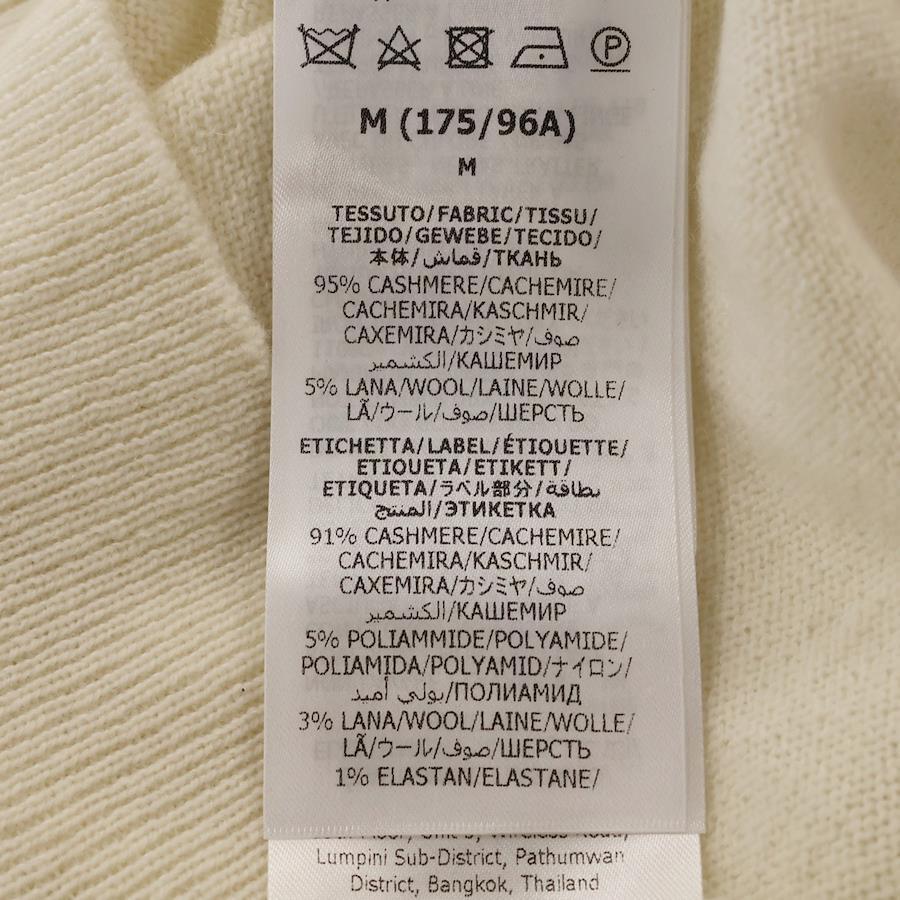 P
M (175/96A)
M
TESSUTO/FABRIC/TISSU/
TEJIDO/GEWEBE/TECIDO/
本体/قماش/ТКАНЬ
95% CASHMERE/CACHEMIRE/
CACHEMIRA/KASCHMIR/
CAXEMIRA/カシミヤ/صوف
الكشمير/КАШЕМИР
5% LANA/WOOL/LAINE/WOLLE/
LÃ/ウール/صوف/ШЕРСТЬ
ETICHETTA/LABEL/ÉTIQUETTE/
ETIQUETA/ETIKETT/
ETIQUETA/ラベル部分/بطاقة
المنتج/ЭТИКЕТКА
91% CASHMERE/CACHEMIRE/
CACHEMIRA/KASCHMIR/
CAXEMIRA/カシミヤ/صوف
الكشمير/КАШЕМИР
5% POLIAMMIDE/POLYAMIDE/
POLIAMIDA/POLYAMID/ナイロン/
بولي أميد/ПОЛИАМИД
3% LANA/WOOL/LAINE/WOLLE/
LÃ/ウール/صوف/ШЕРСТЬ
1% ELASTAN/ELASTANE/
Lumpini Sub-District, Pathumwan
District, Bangkok, Thailand